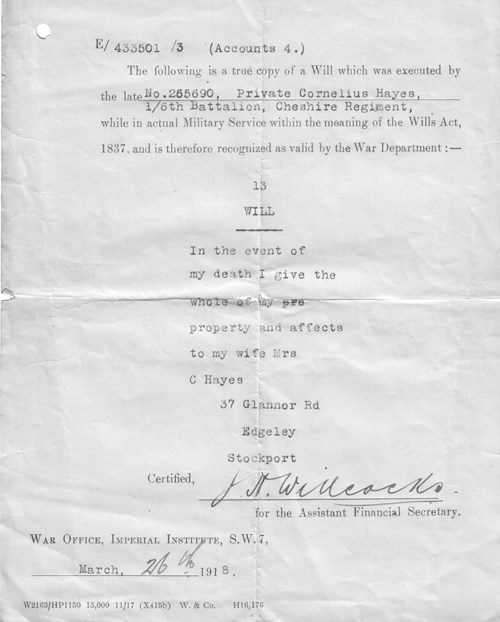 E/ 433501 /3 (Accounts 4.)
The following is a true copy of a Will which was executed by
the late No.265690, Private Cornelius Hayes,
1/6th Battalion, Cheshire Regiment,
while in actual Military Service within the meaning of the Wills Act,
1837, and is therefore recognized as valid by the War Department :—
13
WILL
In the event of
my death I give the
whole of my pre
property and affects
to my wife Mrs
C Hayes
37 Glannor Rd
Edgeley
Stockport
Certified,
J. A. Willcocks.
for the Assistant Financial Secretary.
WAR OFFICE, IMPERIAL INSTITUTE, S.W.7,
March, 26th 1918.
W2163/HP1150 15,000 11/17 (X415b) W. & Co. H16,176